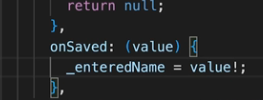 return null;
},
onSaved: (value) {
_enteredName = value!;
},